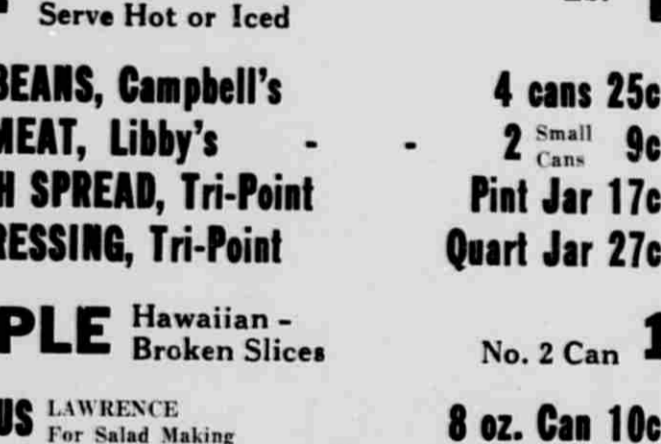 Serve Hot or Iced
BEANS, Campbell's 4 cans 25c
MEAT, Libby's - - 2 Small Cans 9c
H SPREAD, Tri-Point Pint Jar 17c
RESSING, Tri-Point Quart Jar 27c
PLE Hawaiian -
Broken Slices No. 2 Can 1
US LAWRENCE
For Salad Making 8 oz. Can 10c